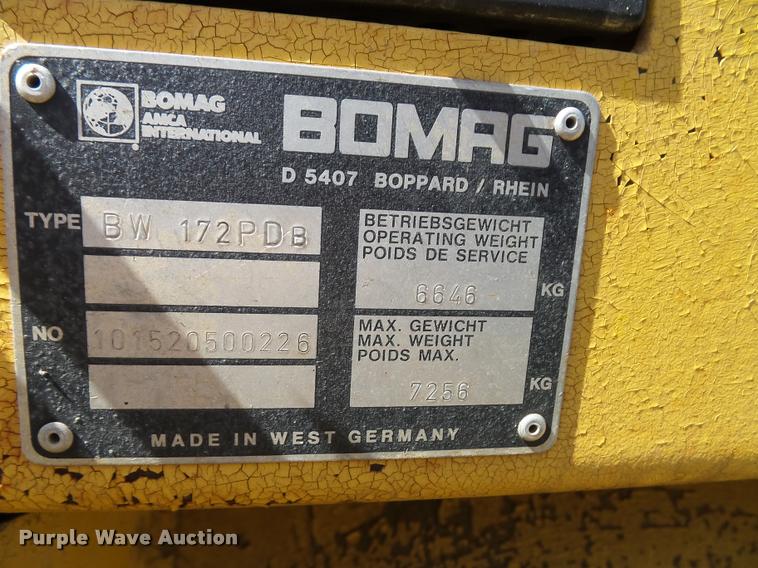 BOMAG
AMCA
INTERNATIONAL
BOMAG
D 5407 BOPPARD / RHEIN
TYPE BW 172PDB
BETRIEBSGEWICHT
OPERATING WEIGHT
POIDS DE SERVICE
6646 KG
NO 101520500226
MAX. GEWICHT
MAX. WEIGHT
POIDS MAX.
7256 KG
MADE IN WEST GERMANY
Purple Wave Auction